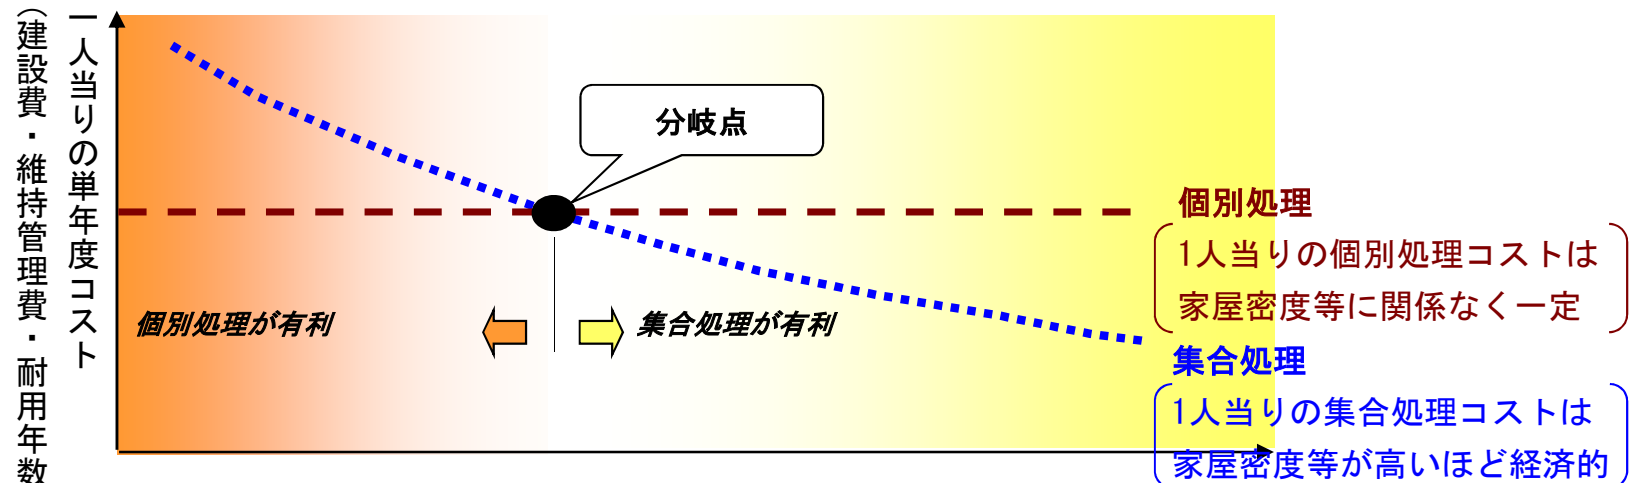 一人当りの単年度コスト
（建設費・維持管理費・耐用年数
分岐点
個別処理が有利
集合処理が有利
個別処理
1人当りの個別処理コストは
家屋密度等に関係なく一定
集合処理
1人当りの集合処理コストは
家屋密度等が高いほど経済的